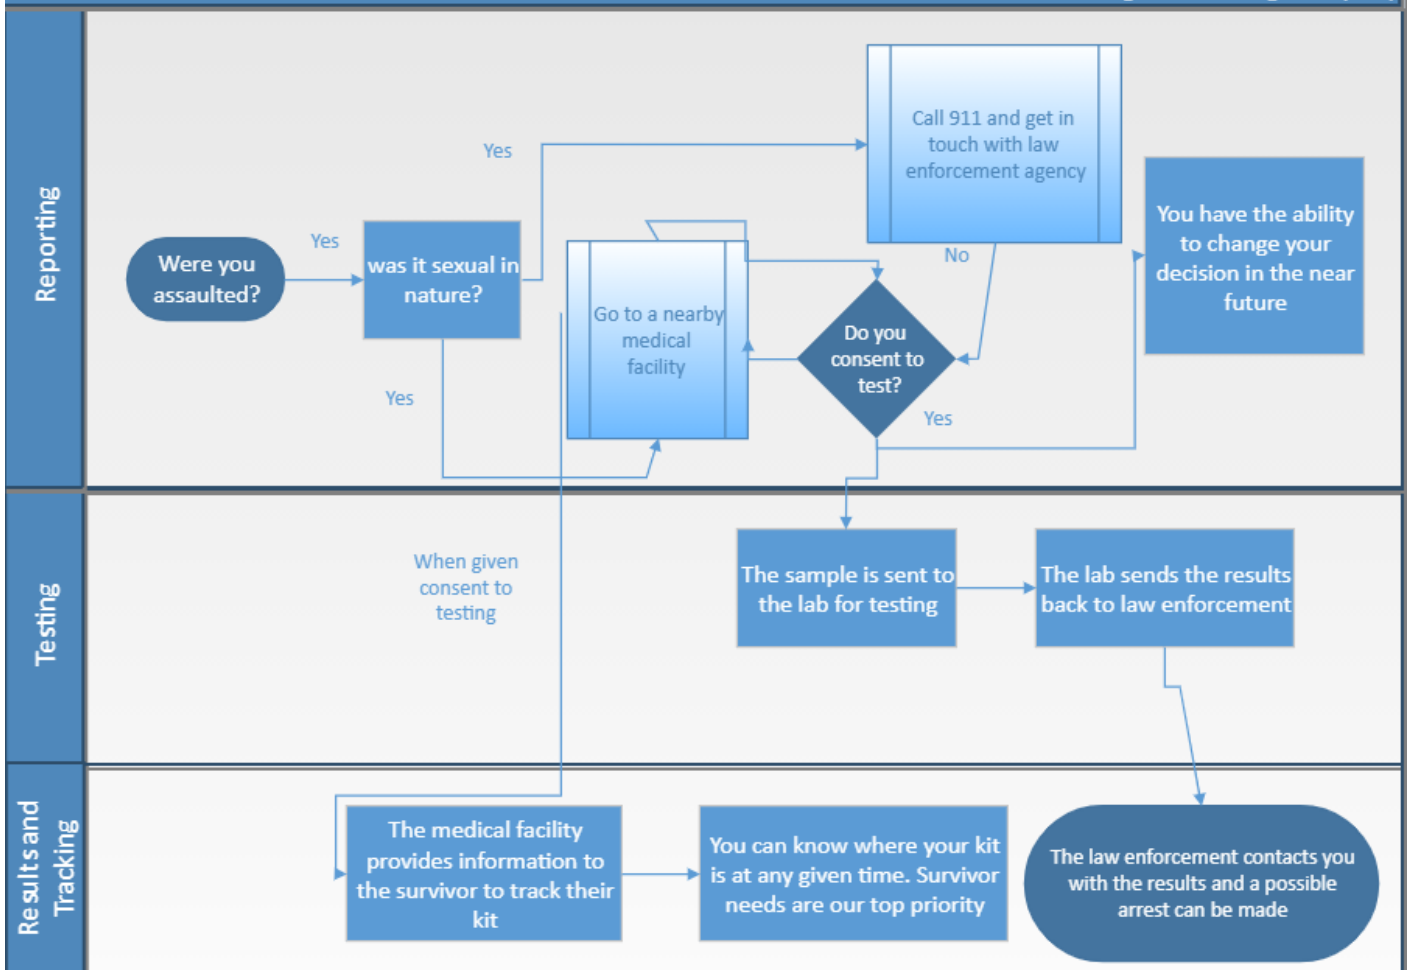 Reporting
Were you
assaulted?
Yes
was it sexual in
nature?
Yes
Yes
Call 911 and get in
touch with law
enforcement agency
Go to a nearby
medical
facility
No
Do you
consent to
test?
Yes
You have the ability
to change your
decision in the near
future
Testing
When given
consent to
testing
The sample is sent to
the lab for testing
The lab sends the results
back to law enforcement
Results and
Tracking
The medical facility
provides information to
the survivor to track their
kit
You can know where your kit
is at any given time. Survivor
needs are our top priority
The law enforcement contacts you
with the results and a possible
arrest can be made